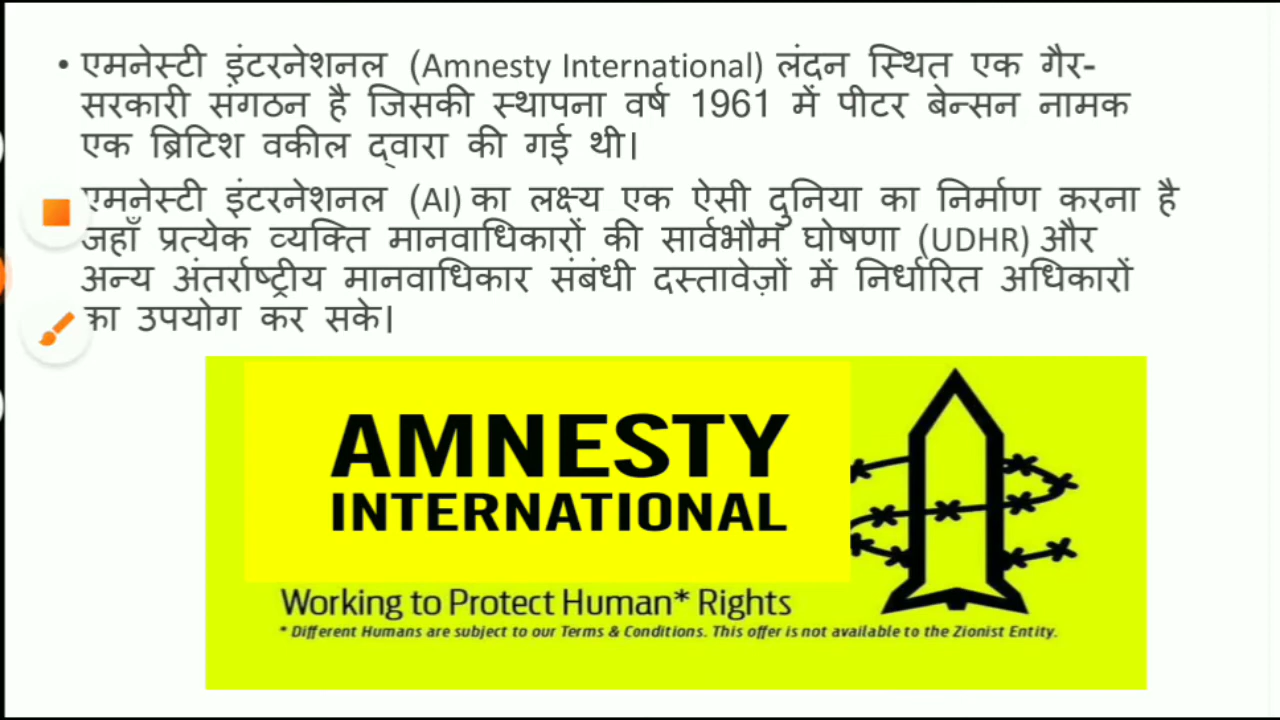 • एमनेस्टी इंटरनेशनल (Amnesty International) लंदन स्थित एक गैर-
सरकारी संगठन है जिसकी स्थापना वर्ष 1961 में पीटर बेन्सन नामक
एक ब्रिटिश वकील द्वारा की गई थी।
एमनेस्टी इंटरनेशनल (AI) का लक्ष्य एक ऐसी दुनिया का निर्माण करना है
जहाँ प्रत्येक व्यक्ति मानवाधिकारों की सार्वभौम घोषणा (UDHR) और
अन्य अंतर्राष्ट्रीय मानवाधिकार संबंधी दस्तावेज़ों में निर्धारित अधिकारों
का उपयोग कर सके।
AMNESTY
INTERNATIONAL
Working to Protect Human* Rights
* Different Humans are subject to our Terms & Conditions. This offer is not available to the Zionist Entity.